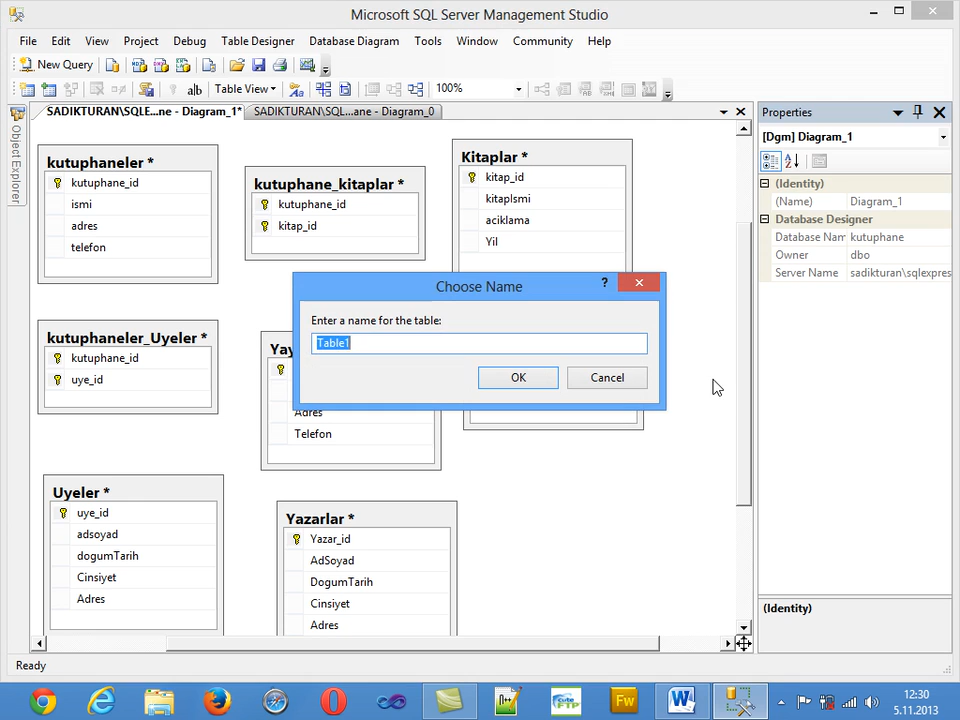 Microsoft SQL Server Management Studio
File Edit View Project Debug Table Designer Database Diagram Tools Window Community Help
New Query
Table View 100%
SADIKTURAN\SQLE...ne - Diagram_1* SADIKTURAN\SQL...ane - Diagram_0
Object Explorer
kutuphaneler *
kutuphane_id
ismi
adres
telefon
kutuphane_kitaplar *
kutuphane_id
kitap_id
Kitaplar *
kitap_id
kitapIsmi
aciklama
Yil
Choose Name
Enter a name for the table:
Table1
OK Cancel
kutuphaneler_Uyeler *
kutuphane_id
uye_id
Adres
Telefon
Uyeler *
uye_id
adsoyad
dogumTarih
Cinsiyet
Adres
Yazarlar *
Yazar_id
AdSoyad
DogumTarih
Cinsiyet
Adres
Properties
[Dgm] Diagram_1
(Identity)
(Name) Diagram_1
Database Designer
Database Nam kutuphane
Owner dbo
Server Name sadikturan\sqlexpres
(Identity)
Ready
12:30
5.11.2013